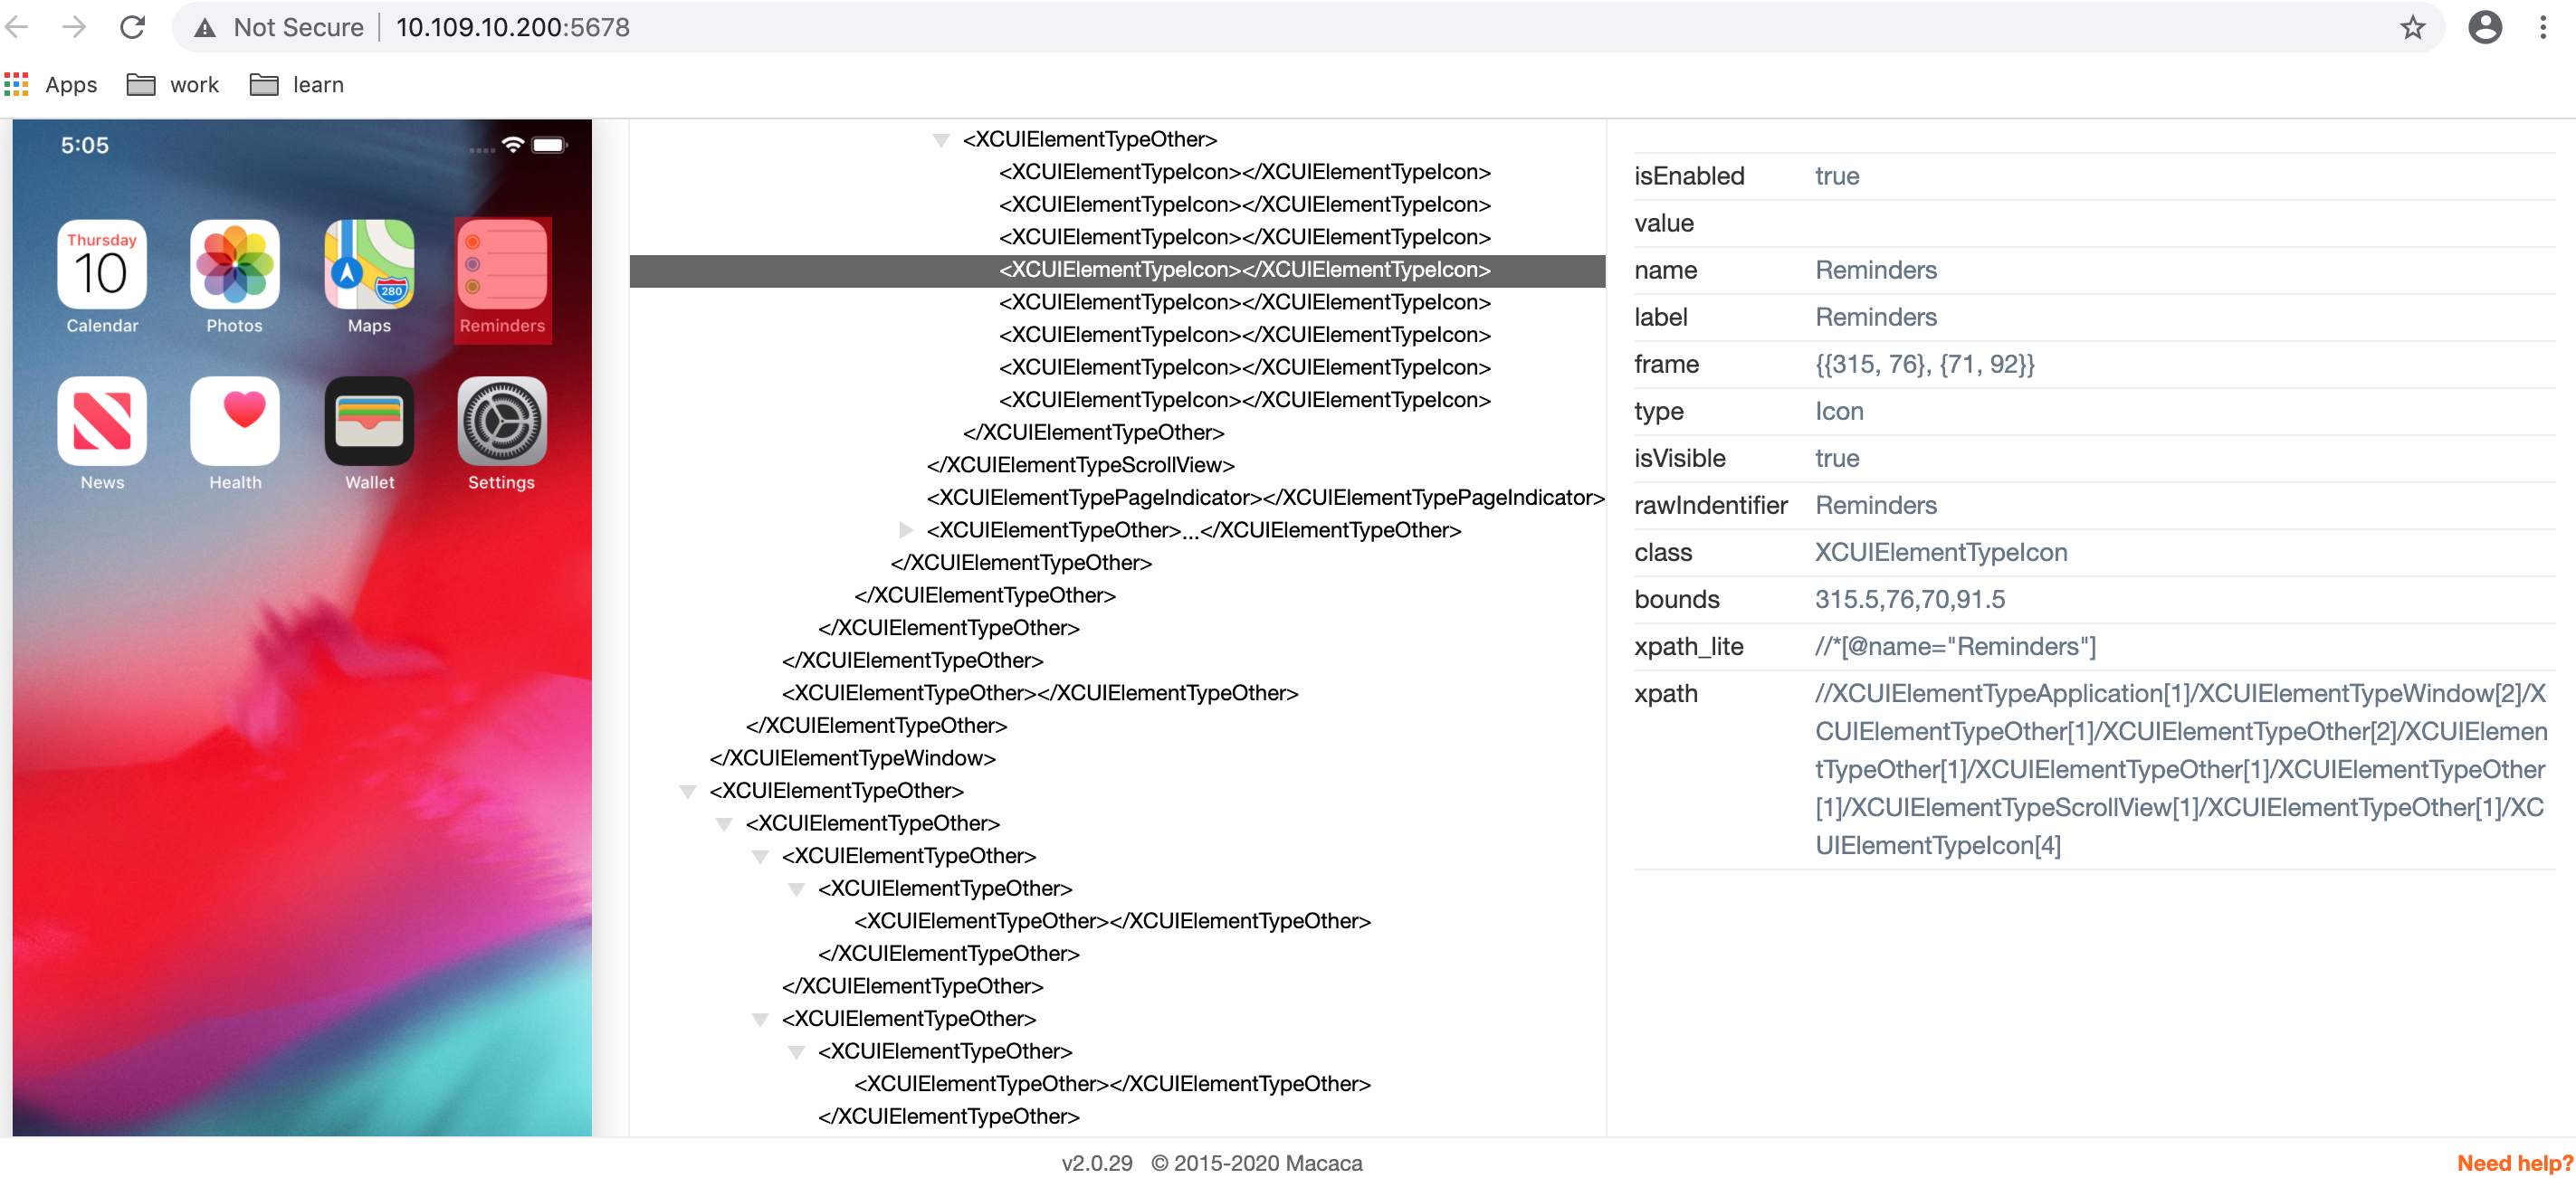 Not Secure 10.109.10.200:5678
Apps work learn
5:05
Thursday
10
280
Calendar Photos Maps Reminders
News Health Wallet Settings
<XCUIElementTypeOther>
<XCUIElementTypeIcon></XCUIElementTypeIcon>
<XCUIElementTypeIcon></XCUIElementTypeIcon>
<XCUIElementTypeIcon></XCUIElementTypeIcon>
<XCUIElementTypeIcon></XCUIElementTypeIcon>
<XCUIElementTypeIcon></XCUIElementTypeIcon>
<XCUIElementTypeIcon></XCUIElementTypeIcon>
<XCUIElementTypeIcon></XCUIElementTypeIcon>
<XCUIElementTypeIcon></XCUIElementTypeIcon>
</XCUIElementTypeOther>
</XCUIElementTypeScrollView>
<XCUIElementTypePageIndicator></XCUIElementTypePageIndicator>
<XCUIElementTypeOther>...</XCUIElementTypeOther>
</XCUIElementTypeOther>
</XCUIElementTypeOther>
</XCUIElementTypeOther>
</XCUIElementTypeOther>
<XCUIElementTypeOther></XCUIElementTypeOther>
</XCUIElementTypeOther>
</XCUIElementTypeWindow>
<XCUIElementTypeOther>
<XCUIElementTypeOther>
<XCUIElementTypeOther>
<XCUIElementTypeOther>
<XCUIElementTypeOther></XCUIElementTypeOther>
</XCUIElementTypeOther>
</XCUIElementTypeOther>
<XCUIElementTypeOther>
<XCUIElementTypeOther>
<XCUIElementTypeOther></XCUIElementTypeOther>
</XCUIElementTypeOther>
isEnabled true
value
name Reminders
label Reminders
frame {{315, 76}, {71, 92}}
type Icon
isVisible true
rawIndentifier Reminders
class XCUIElementTypeIcon
bounds 315.5,76,70,91.5
xpath_lite //*[@name="Reminders"]
xpath //XCUIElementTypeApplication[1]/XCUIElementTypeWindow[2]/X
CUIElementTypeOther[1]/XCUIElementTypeOther[2]/XCUIElemen
tTypeOther[1]/XCUIElementTypeOther[1]/XCUIElementTypeOther
[1]/XCUIElementTypeScrollView[1]/XCUIElementTypeOther[1]/XC
UIElementTypeIcon[4]
v2.0.29 © 2015-2020 Macaca
Need help?